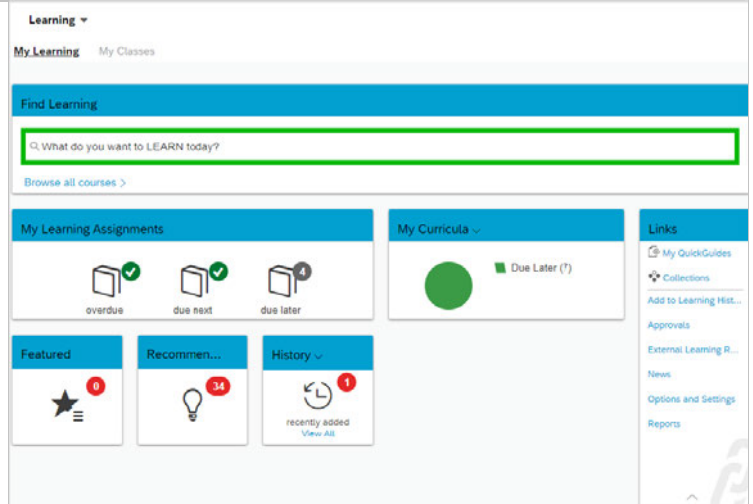 Learning
My Learning My Classes
Find Learning
What do you want to LEARN today?
Browse all courses >
My Learning Assignments
overdue
due next
4
due later
My Curricula
Due Later (7)
Links
My QuickGuides
Collections
Add to Learning Hist...
Approvals
External Learning R...
News
Options and Settings
Reports
Featured
0
Recommen...
34
History
1
recently added
View All